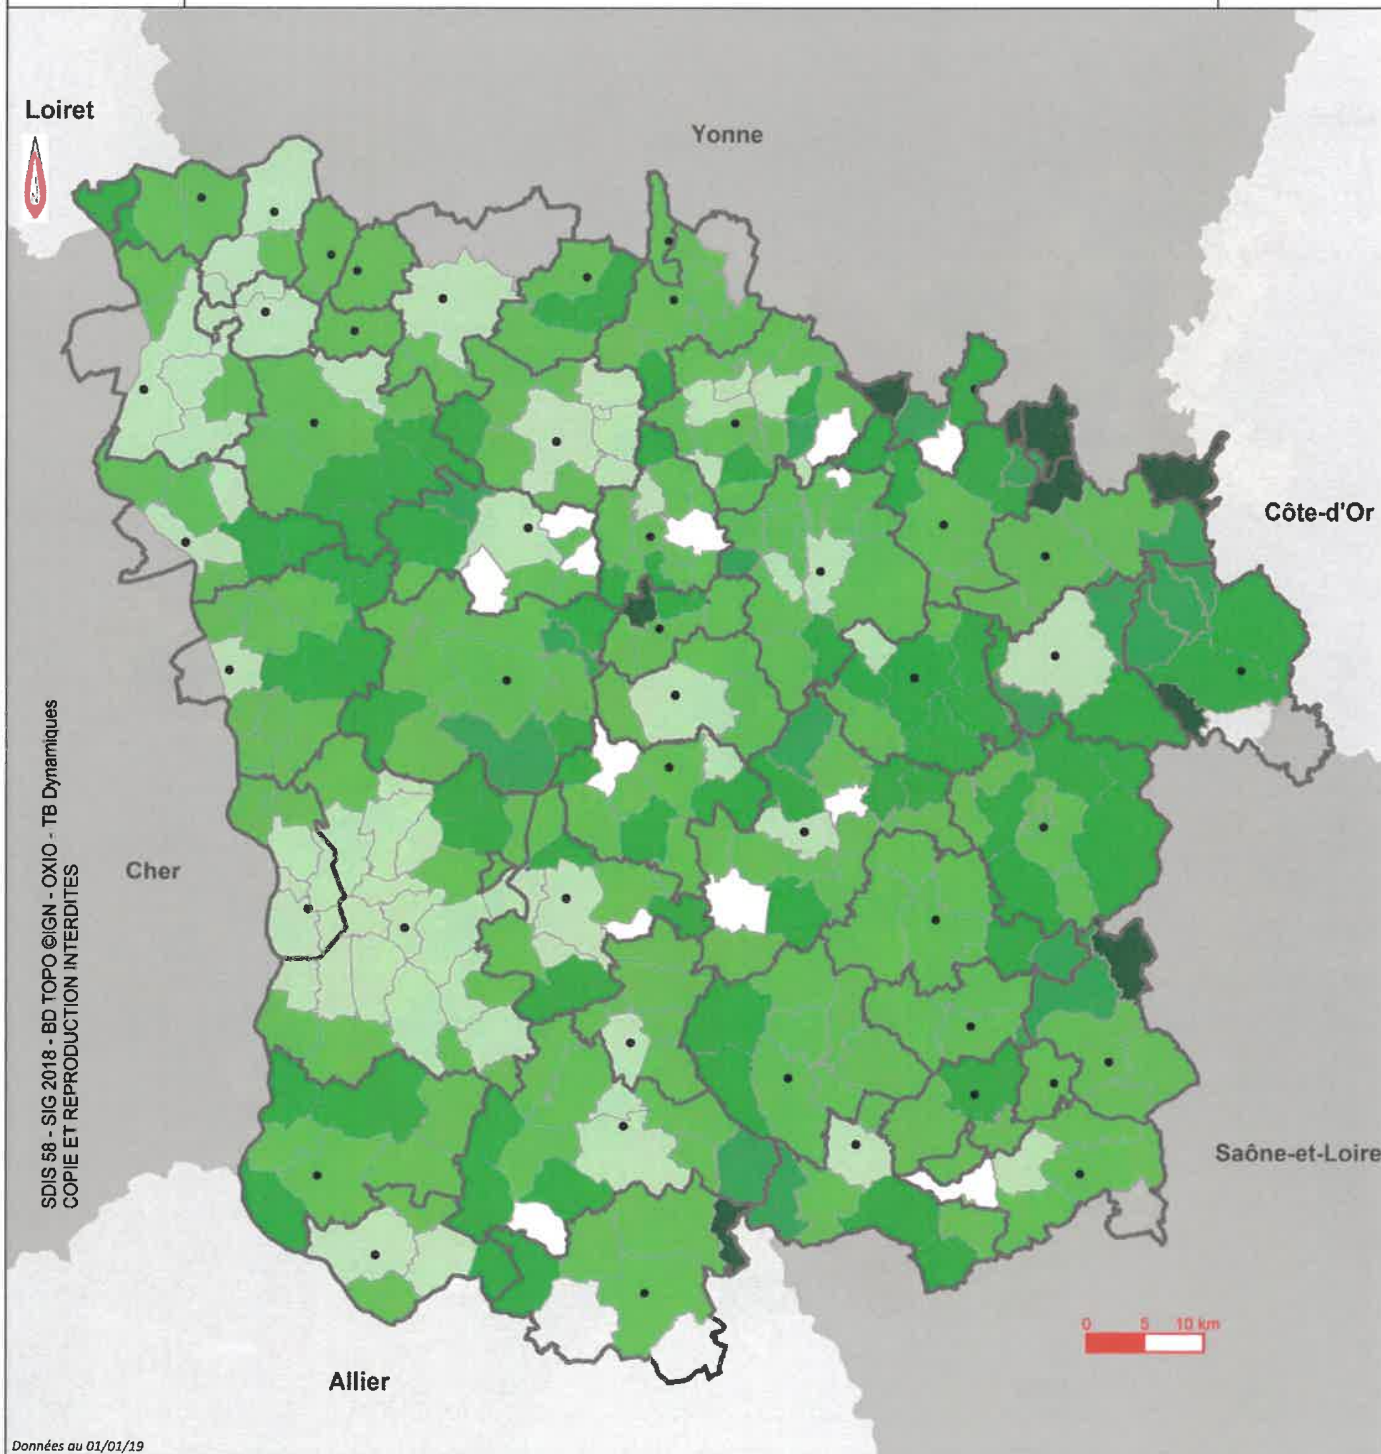 Loiret
Yonne
Côte-d'Or
Cher
SDIS 58 - SIG 2018 - BD TOPO ©IGN - OXIO - TB Dynamiques
COPIE ET REPRODUCTION INTERDITES
Saône-et-Loire
0 5 10 km
Allier
Données au 01/01/19